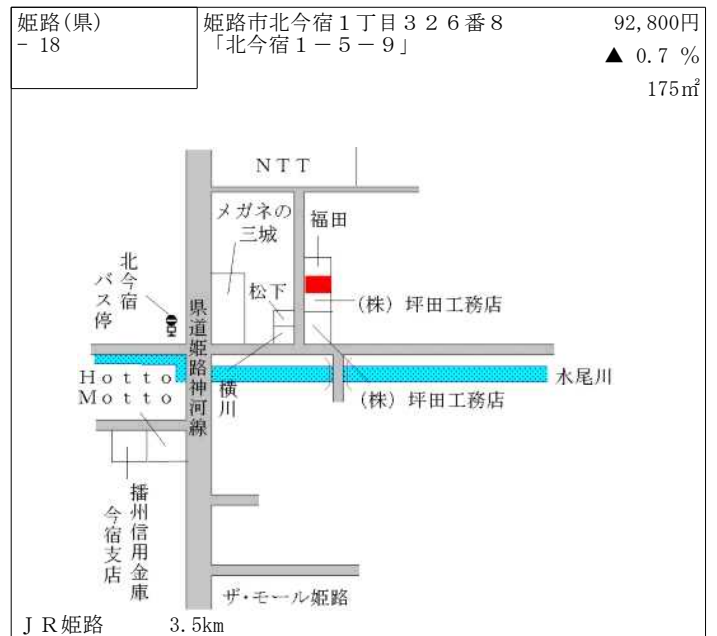 姫路(県)
- 18
姫路市北今宿１丁目３２６番８
「北今宿１－５－９」
92,800円
▲ 0.7 %
175㎡
ＮＴＴ
メガネの
三城
福田
北今宿
バス停
松下
(株) 坪田工務店
県道姫路神河線
Ｈｏｔｔｏ
Ｍｏｔｔｏ
横川
水尾川
(株) 坪田工務店
播州信用金庫
今宿支店
ザ・モール姫路
ＪＲ姫路 3.5km